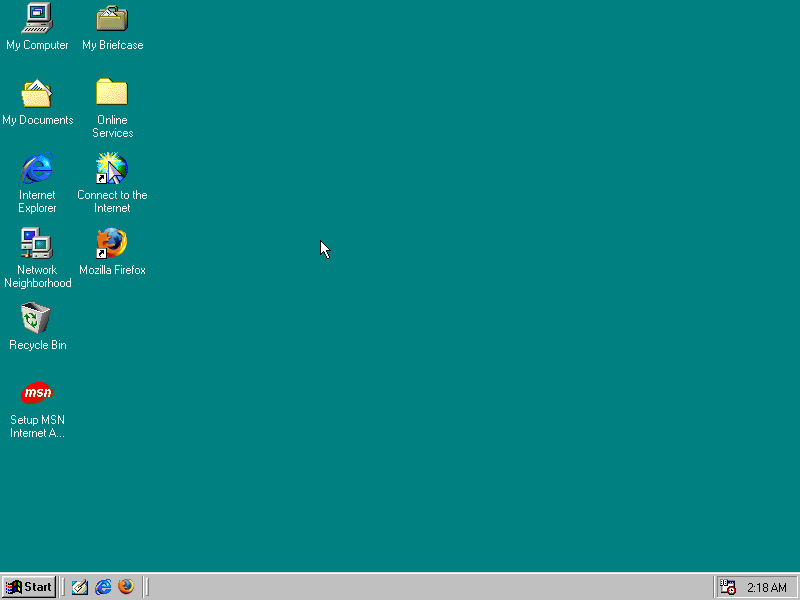 My Computer
My Briefcase
My Documents
Online
Services
Internet
Explorer
Connect to the
Internet
Network
Neighborhood
Mozilla Firefox
Recycle Bin
msn
Setup MSN
Internet A...
Start
2:18 AM